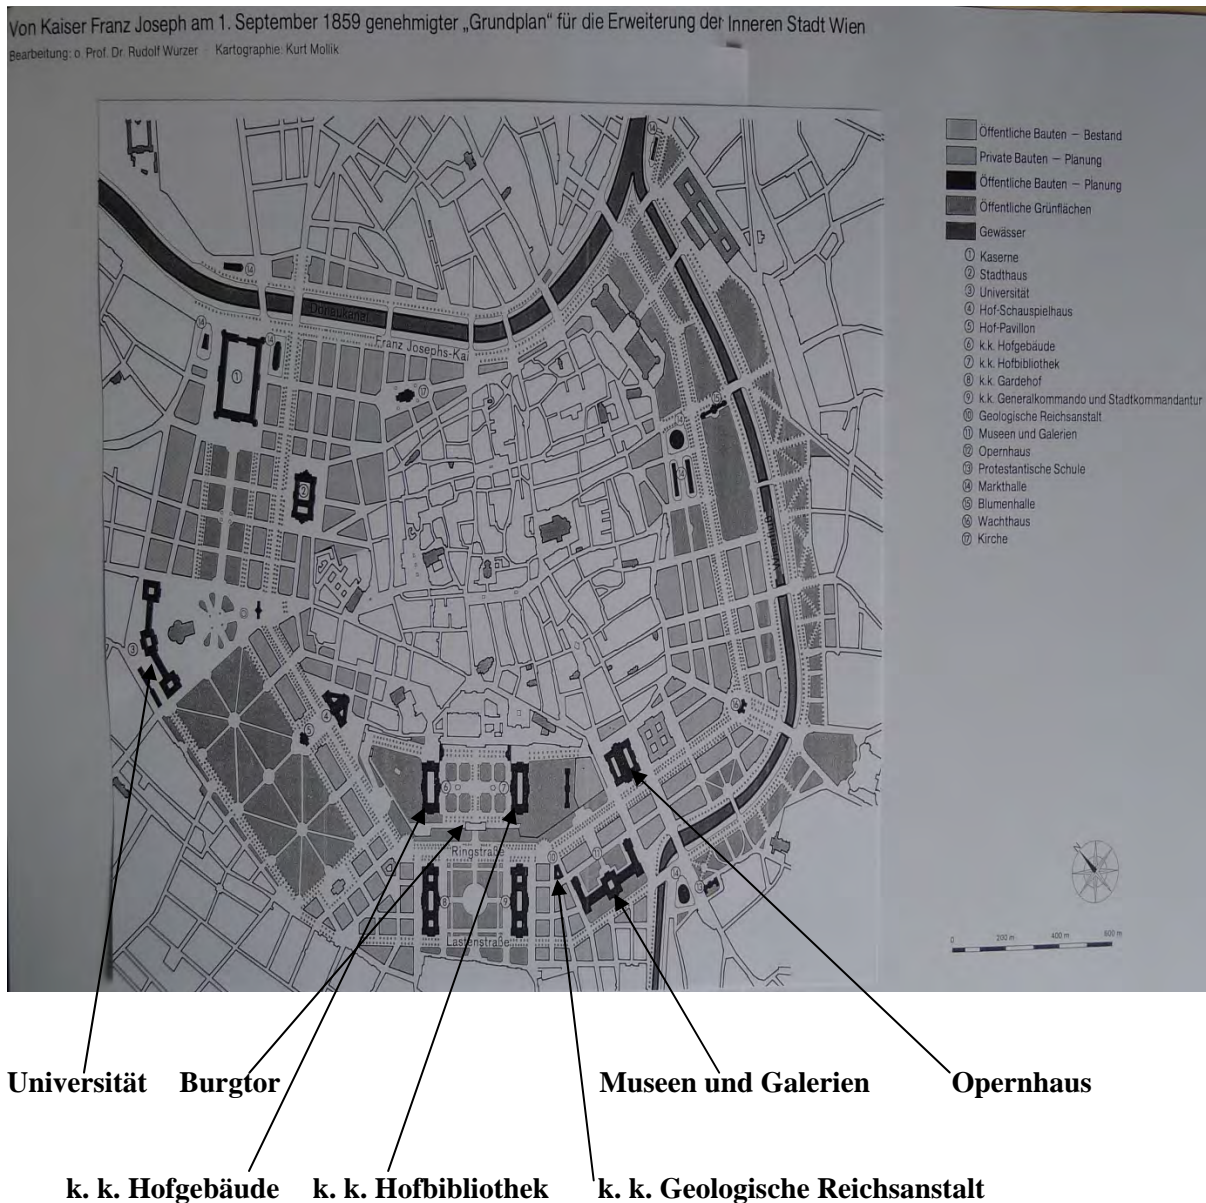 Von Kaiser Franz Joseph am 1. September 1859 genehmigter „Grundplan" für die Erweiterung der Inneren Stadt Wien
Bearbeitung: o. Prof. Dr. Rudolf Wurzer – Kartographie: Kurt Mollik
Öffentliche Bauten – Bestand
Private Bauten – Planung
Öffentliche Bauten – Planung
Öffentliche Grünflächen
Gewässer
① Kaserne
② Stadthaus
③ Universität
④ Hof-Schauspielhaus
⑤ Hof-Pavillon
⑥ k.k. Hofgebäude
⑦ k.k. Hofbibliothek
⑧ k.k. Gardehof
⑨ k.k. Generalkommando und Stadtkommandantur
⑩ Geologische Reichsanstalt
⑪ Museen und Galerien
⑫ Opernhaus
⑬ Protestantische Schule
⑭ Markthalle
⑮ Blumenhalle
⑯ Wachthaus
⑰ Kirche
Donaukanal
Franz Josephs-Kai
Ringstraße
Lastenstraße
0 200 m 400 m 600 m
Universität Burgtor Museen und Galerien Opernhaus
k. k. Hofgebäude k. k. Hofbibliothek k. k. Geologische Reichsanstalt